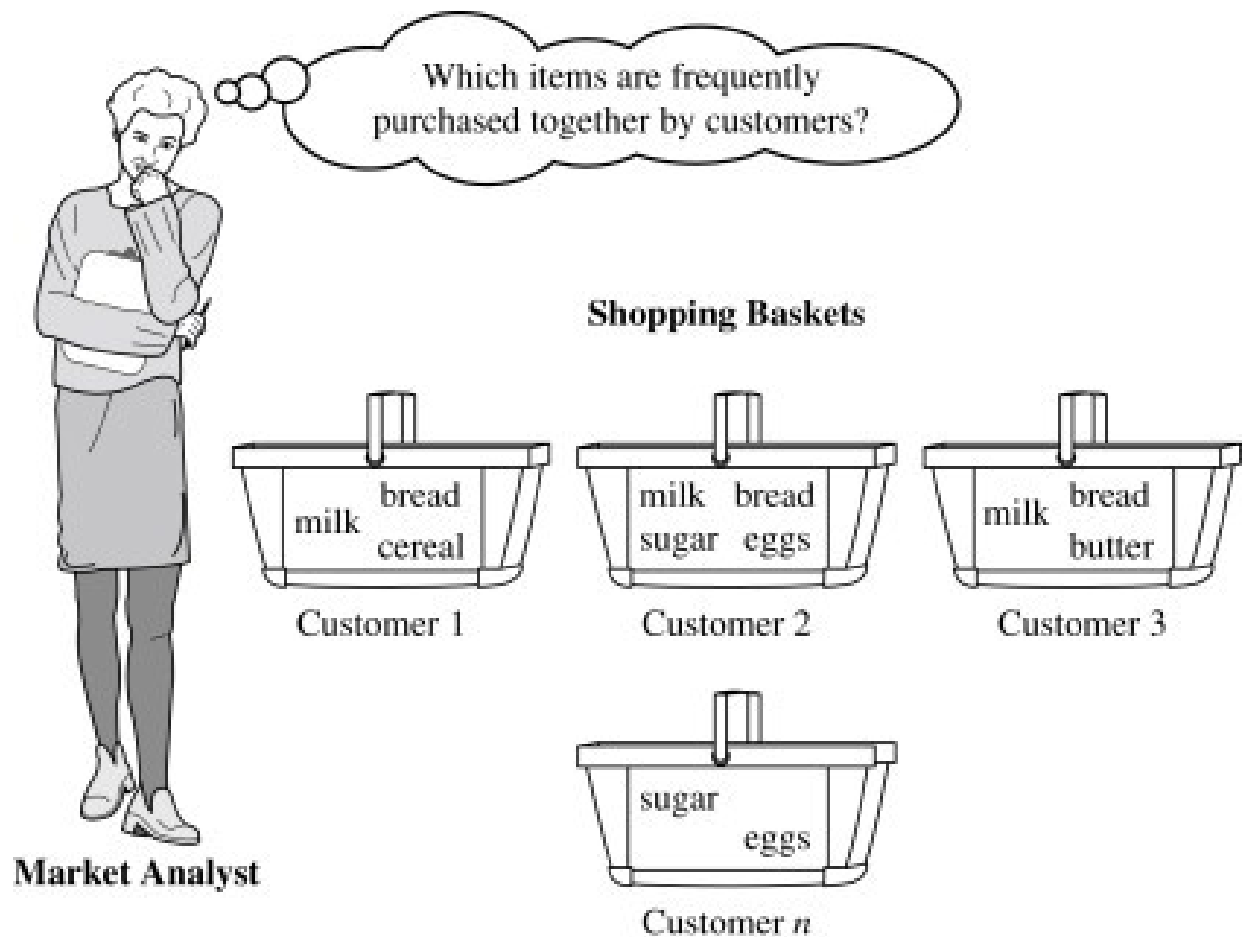 Which items are frequently
purchased together by customers?
Shopping Baskets
milk
bread
cereal
Customer 1
milk bread
sugar eggs
Customer 2
milk
bread
butter
Customer 3
sugar
eggs
Customer n
Market Analyst